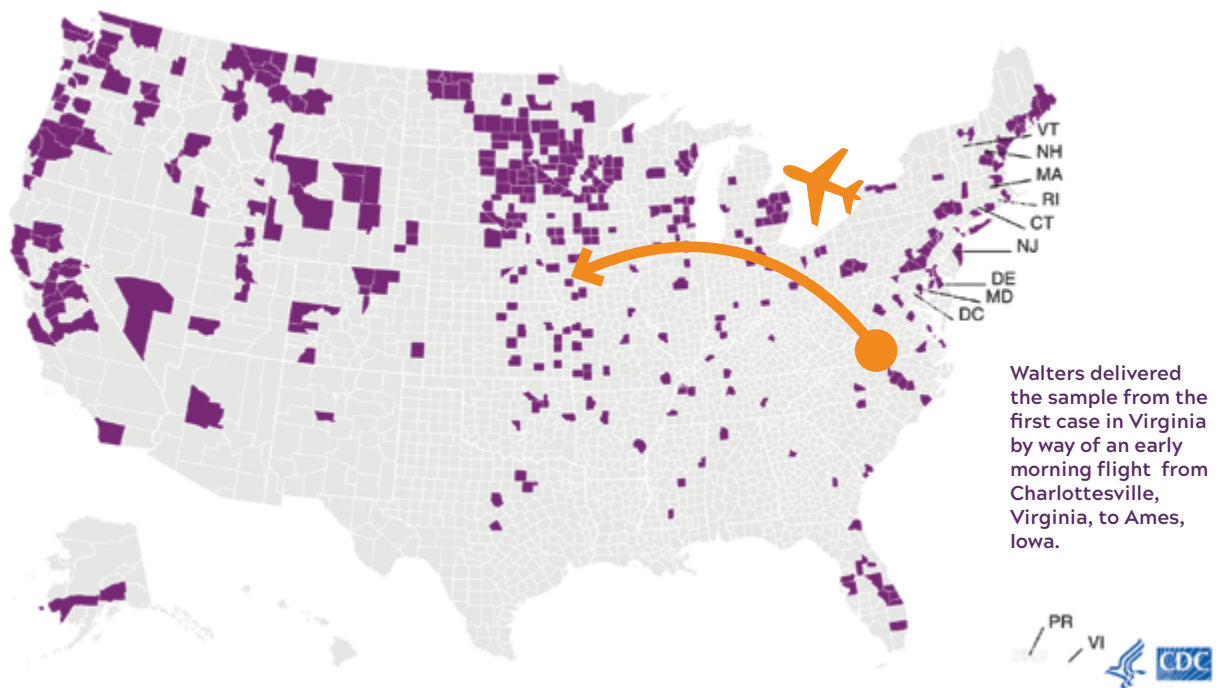 VT
NH
MA
RI
CT
NJ
DE
MD
DC
Walters delivered
the sample from the
first case in Virginia
by way of an early
morning flight from
Charlottesville,
Virginia, to Ames,
Iowa.
PR
VI
CDC